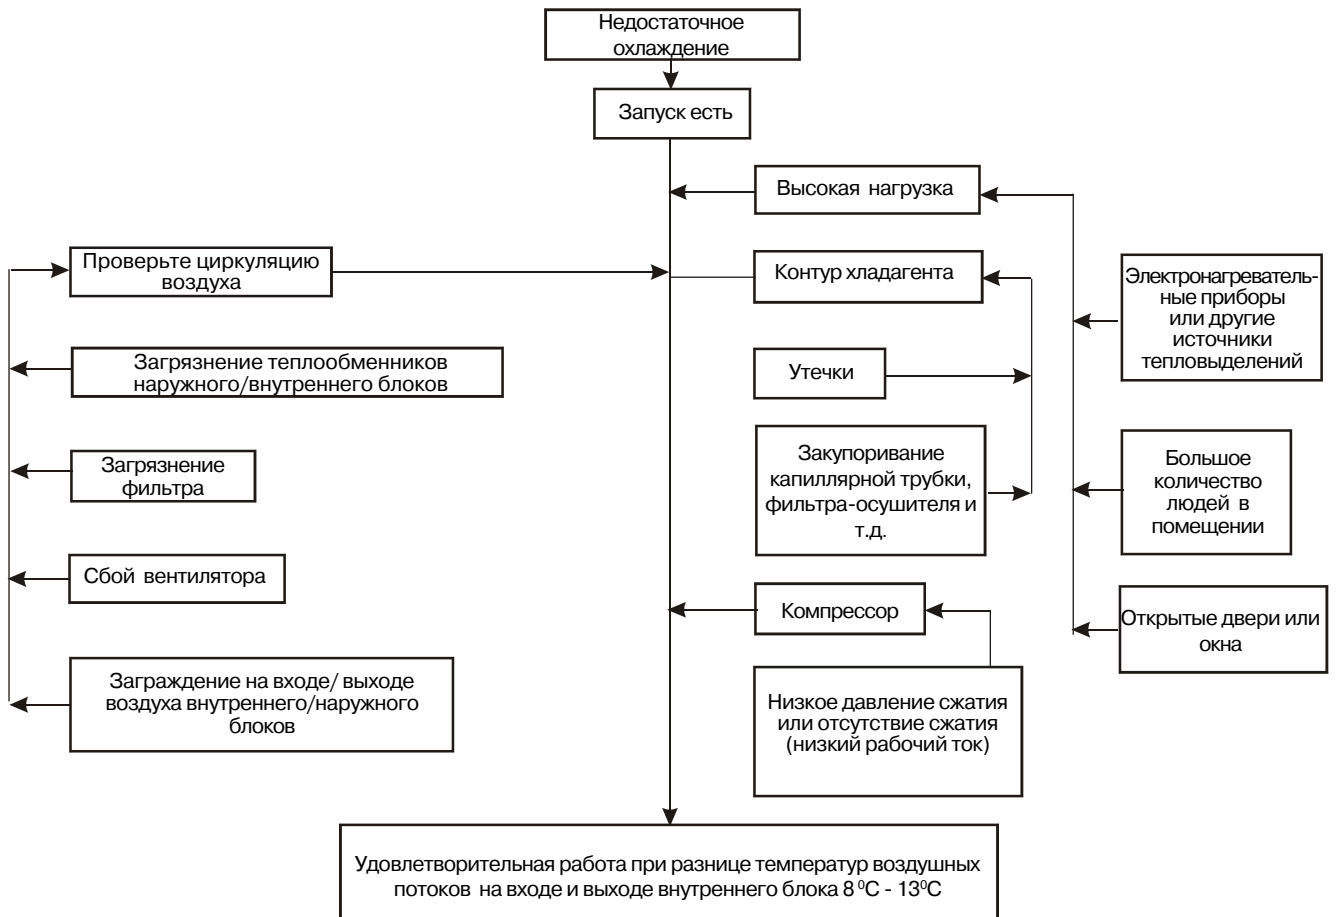 Недостаточное
охлаждение
Запуск есть
Высокая нагрузка
Проверьте циркуляцию
воздуха
Контур хладагента
Электронагреватель-
ные приборы
или другие
источники
тепловыделений
Загрязнение теплообменников
наружного/внутреннего блоков
Утечки
Загрязнение
фильтра
Закупоривание
капиллярной трубки,
фильтра-осушителя и
т.д.
Большое
количество
людей в
помещении
Сбой вентилятора
Компрессор
Открытые двери или
окна
Заграждение на входе/ выходе
воздуха внутреннего/наружного
блоков
Низкое давление сжатия
или отсутствие сжатия
(низкий рабочий ток)
Удовлетворительная работа при разнице температур воздушных
потоков на входе и выходе внутреннего блока 8 ⁰С - 13⁰С